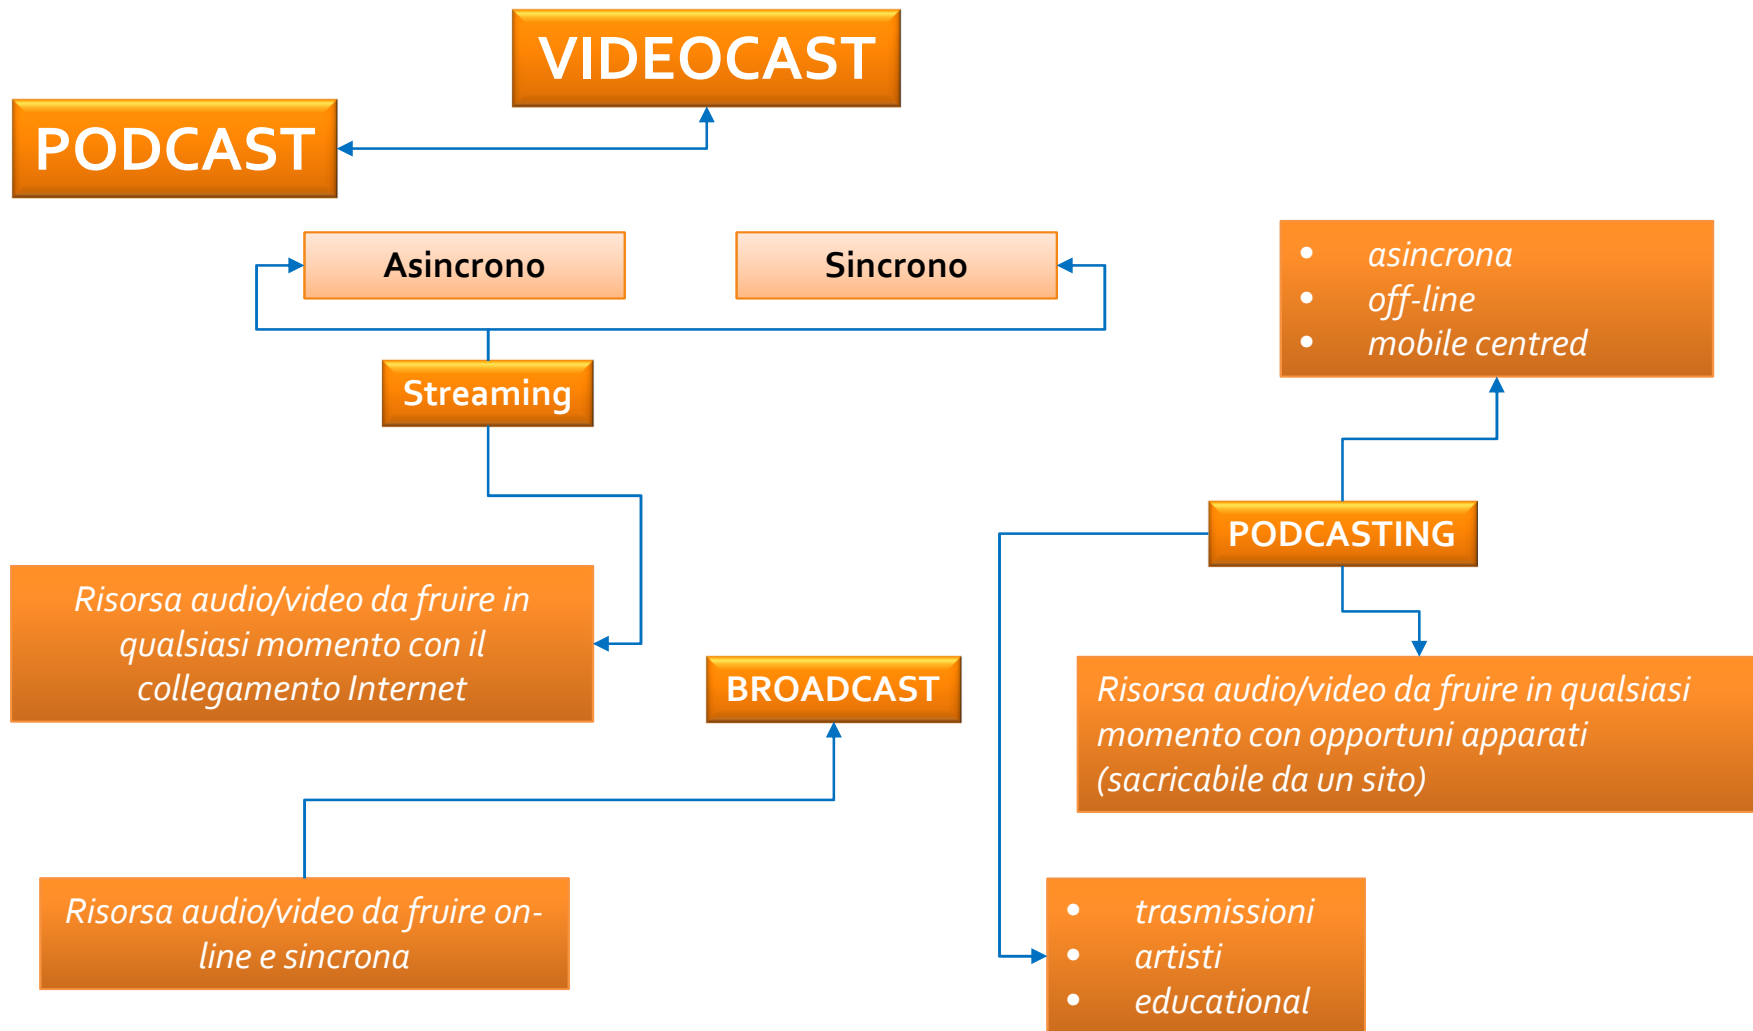 VIDEOCAST
PODCAST
Asincrono
Sincrono
• asincrona
• off-line
• mobile centred
Streaming
PODCASTING
Risorsa audio/video da fruire in
qualsiasi momento con il
collegamento Internet
BROADCAST
Risorsa audio/video da fruire in qualsiasi
momento con opportuni apparati
(sacricabile da un sito)
Risorsa audio/video da fruire on-
line e sincrona
• trasmissioni
• artisti
• educational